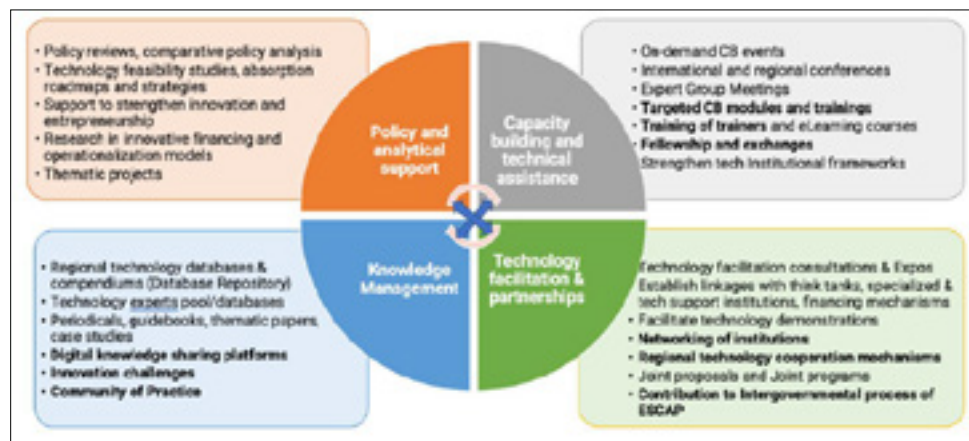 • Policy reviews, comparative policy analysis
• Technology feasibility studies, absorption
roadmaps and strategies
• Support to strengthen innovation and
entrepreneurship
• Research in innovative financing and
operationalization models
• Thematic projects
Policy and
analytical
support
Capacity
building and
technical
assistance
• On-demand CB events
• International and regional conferences
• Expert Group Meetings
• Targeted CB modules and trainings
• Training of trainers and eLearning courses
• Fellowship and exchanges
• Strengthen tech Institutional frameworks
• Regional technology databases &
compendiums (Database Repository)
• Technology experts pool/databases
• Periodicals, guidebooks, thematic papers,
case studies
• Digital knowledge sharing platforms
• Innovation challenges
• Community of Practice
Knowledge
Management
Technology
facilitation &
partnerships
• Technology facilitation consultations & Expos
• Establish linkages with think tanks, specialized &
tech support institutions, financing mechanisms
• Facilitate technology demonstrations
• Networking of institutions
• Regional technology cooperation mechanisms
• Joint proposals and Joint programs
• Contribution to Intergovernmental process of
ESCAP